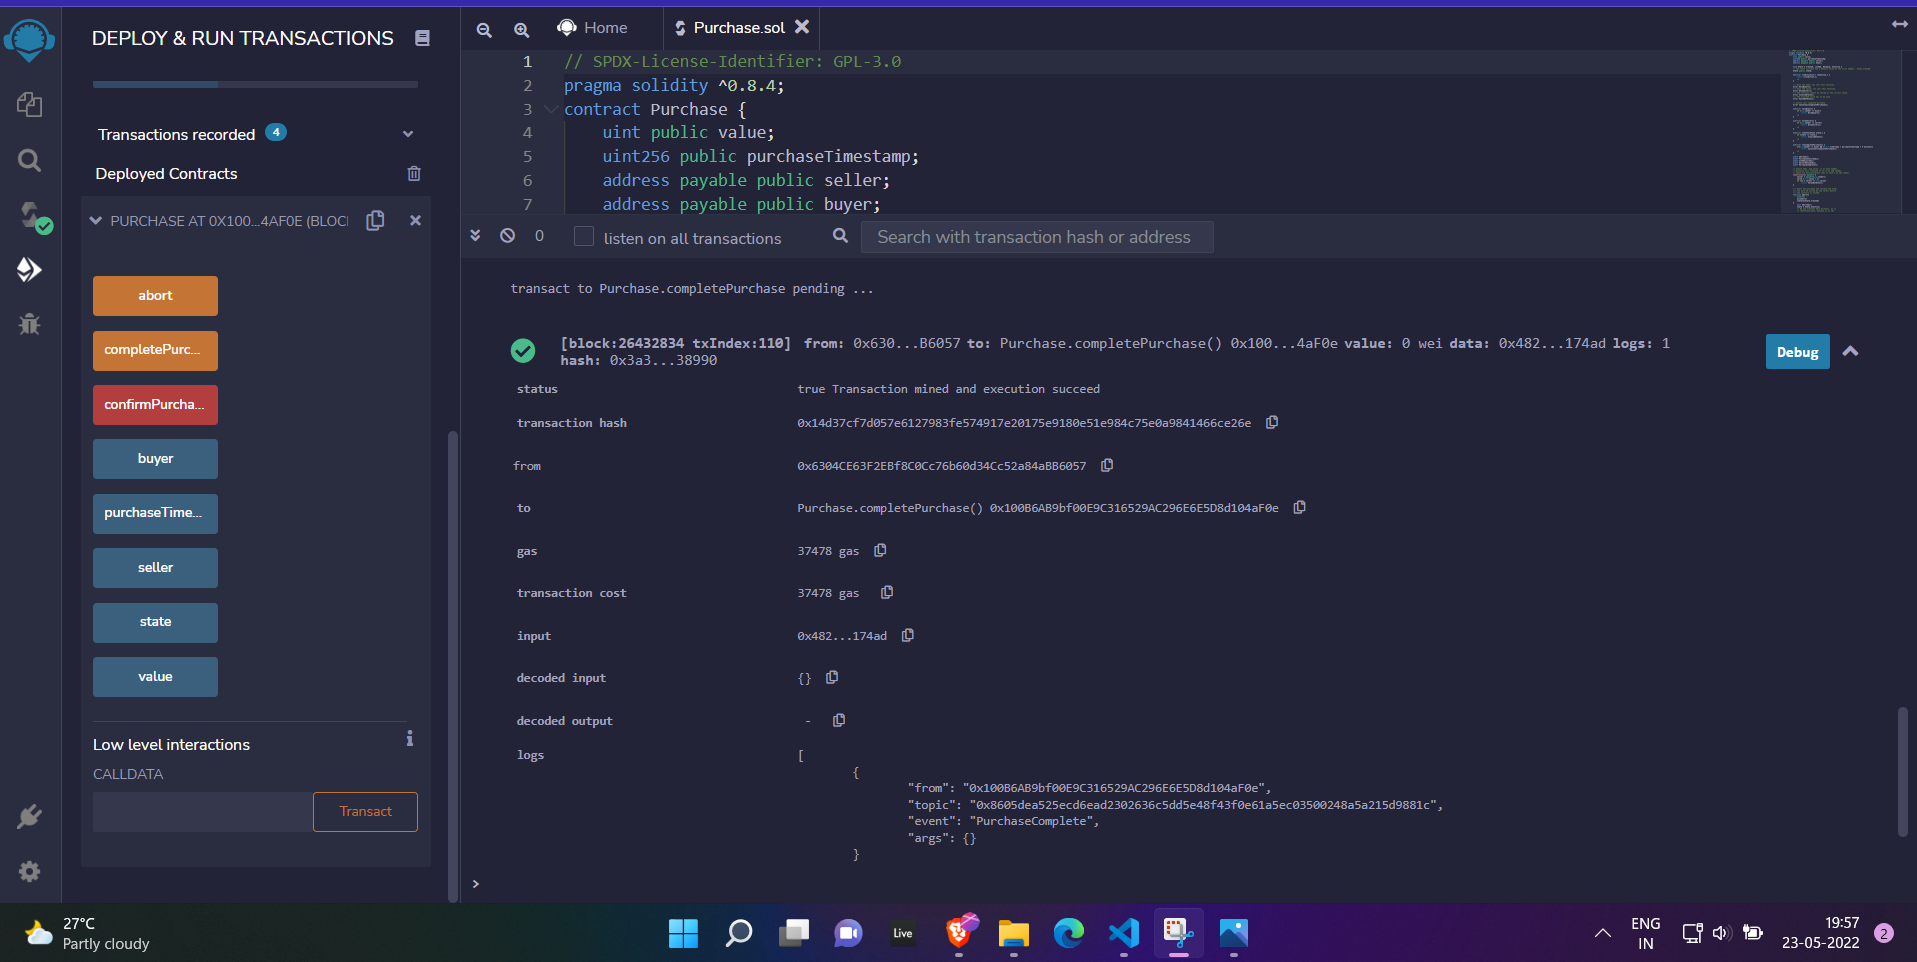 DEPLOY & RUN TRANSACTIONS
Transactions recorded 4
Deployed Contracts
PURCHASE AT 0X100...4AF0E (BLOCI
abort
completePurc...
confirmPurcha...
buyer
purchaseTime...
seller
state
value
Low level interactions
CALLDATA
Transact
Home
Purchase.sol
1 // SPDX-License-Identifier: GPL-3.0
2 pragma solidity ^0.8.4;
3 contract Purchase {
4 uint public value;
5 uint256 public purchaseTimestamp;
6 address payable public seller;
7 address payable public buyer;
0 listen on all transactions Search with transaction hash or address
transact to Purchase.completePurchase pending ...
[block:26432834 txIndex:110] from: 0x630...B6057 to: Purchase.completePurchase() 0x100...4aF0e value: 0 wei data: 0x482...174ad logs: 1
hash: 0x3a3...38990
Debug
status true Transaction mined and execution succeed
transaction hash 0x14d37cf7d057e6127983fe574917e20175e9180e51e984c75e0a9841466ce26e
from 0x6304CE63F2EBf8C0Cc76b60d34Cc52a84aBB6057
to Purchase.completePurchase() 0x100B6AB9bf00E9C316529AC296E6E5D8d104aF0e
gas 37478 gas
transaction cost 37478 gas
input 0x482...174ad
decoded input {}
decoded output -
logs [
{
"from": "0x100B6AB9bf00E9C316529AC296E6E5D8d104aF0e",
"topic": "0x8605dea525ecd6ead2302636c5dd5e48f43f0e61a5ec03500248a5a215d9881c",
"event": "PurchaseComplete",
"args": {}
}
>
27°C
Partly cloudy
Live
ENG
IN
19:57
23-05-2022
2